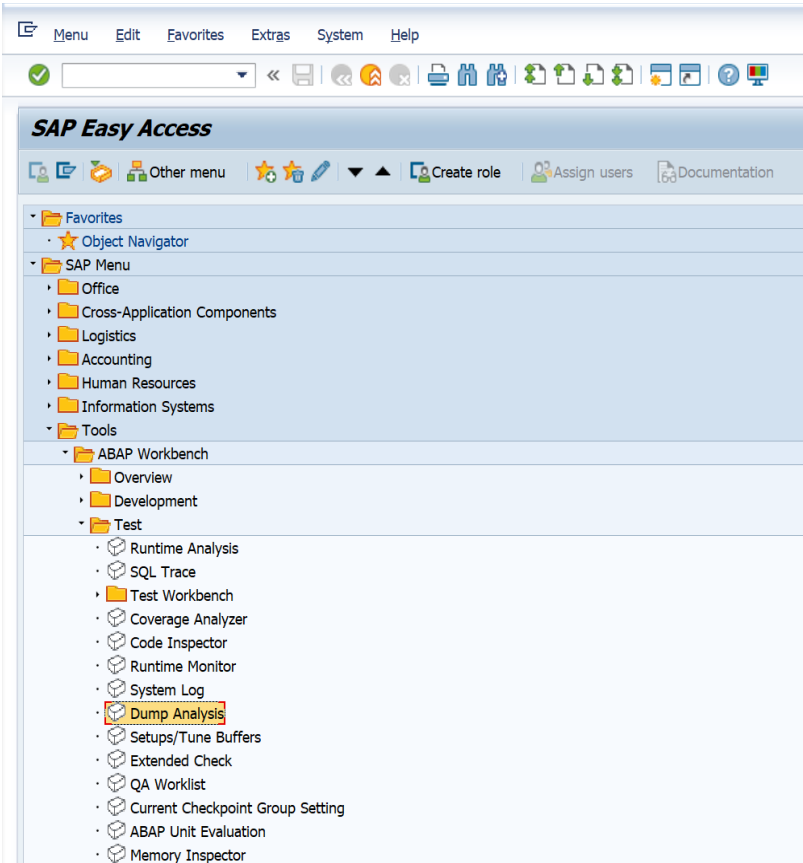 Menu Edit Favorites Extras System Help
SAP Easy Access
Other menu Create role Assign users Documentation
Favorites
Object Navigator
SAP Menu
Office
Cross-Application Components
Logistics
Accounting
Human Resources
Information Systems
Tools
ABAP Workbench
Overview
Development
Test
Runtime Analysis
SQL Trace
Test Workbench
Coverage Analyzer
Code Inspector
Runtime Monitor
System Log
Dump Analysis
Setups/Tune Buffers
Extended Check
QA Worklist
Current Checkpoint Group Setting
ABAP Unit Evaluation
Memory Inspector